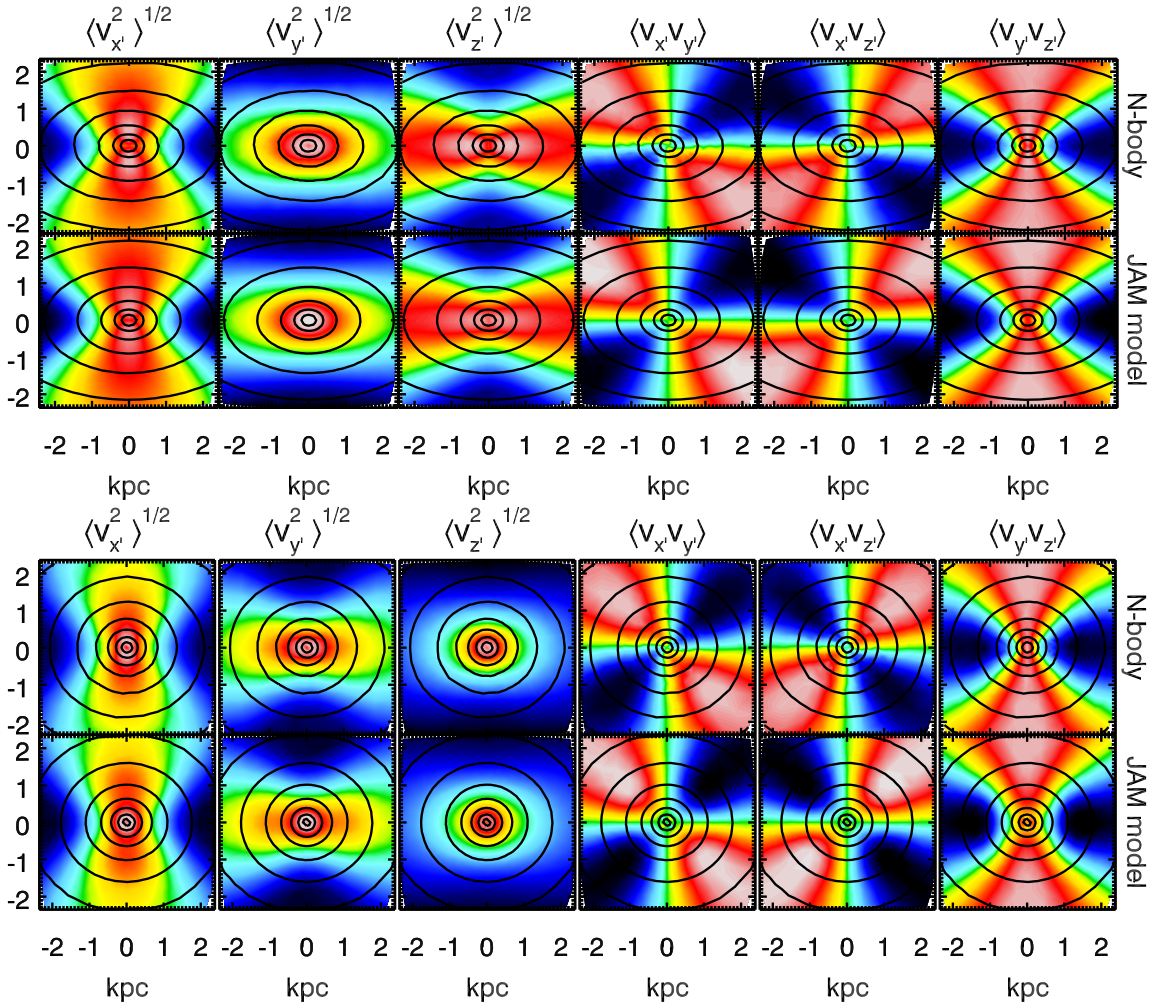 ⟨v²ₓ′⟩¹/² ⟨v²y′⟩¹/² ⟨v²z′⟩¹/² ⟨vₓ′vy′⟩ ⟨vₓ′vz′⟩ ⟨vy′vz′⟩
2
1
0
-1
-2
N-body
2
1
0
-1
-2
JAM model
-2 -1 0 1 2 -2 -1 0 1 2 -2 -1 0 1 2 -2 -1 0 1 2 -2 -1 0 1 2 -2 -1 0 1 2
kpc kpc kpc kpc kpc kpc
⟨v²ₓ′⟩¹/² ⟨v²y′⟩¹/² ⟨v²z′⟩¹/² ⟨vₓ′vy′⟩ ⟨vₓ′vz′⟩ ⟨vy′vz′⟩
2
1
0
-1
-2
N-body
2
1
0
-1
-2
JAM model
-2 -1 0 1 2 -2 -1 0 1 2 -2 -1 0 1 2 -2 -1 0 1 2 -2 -1 0 1 2 -2 -1 0 1 2
kpc kpc kpc kpc kpc kpc